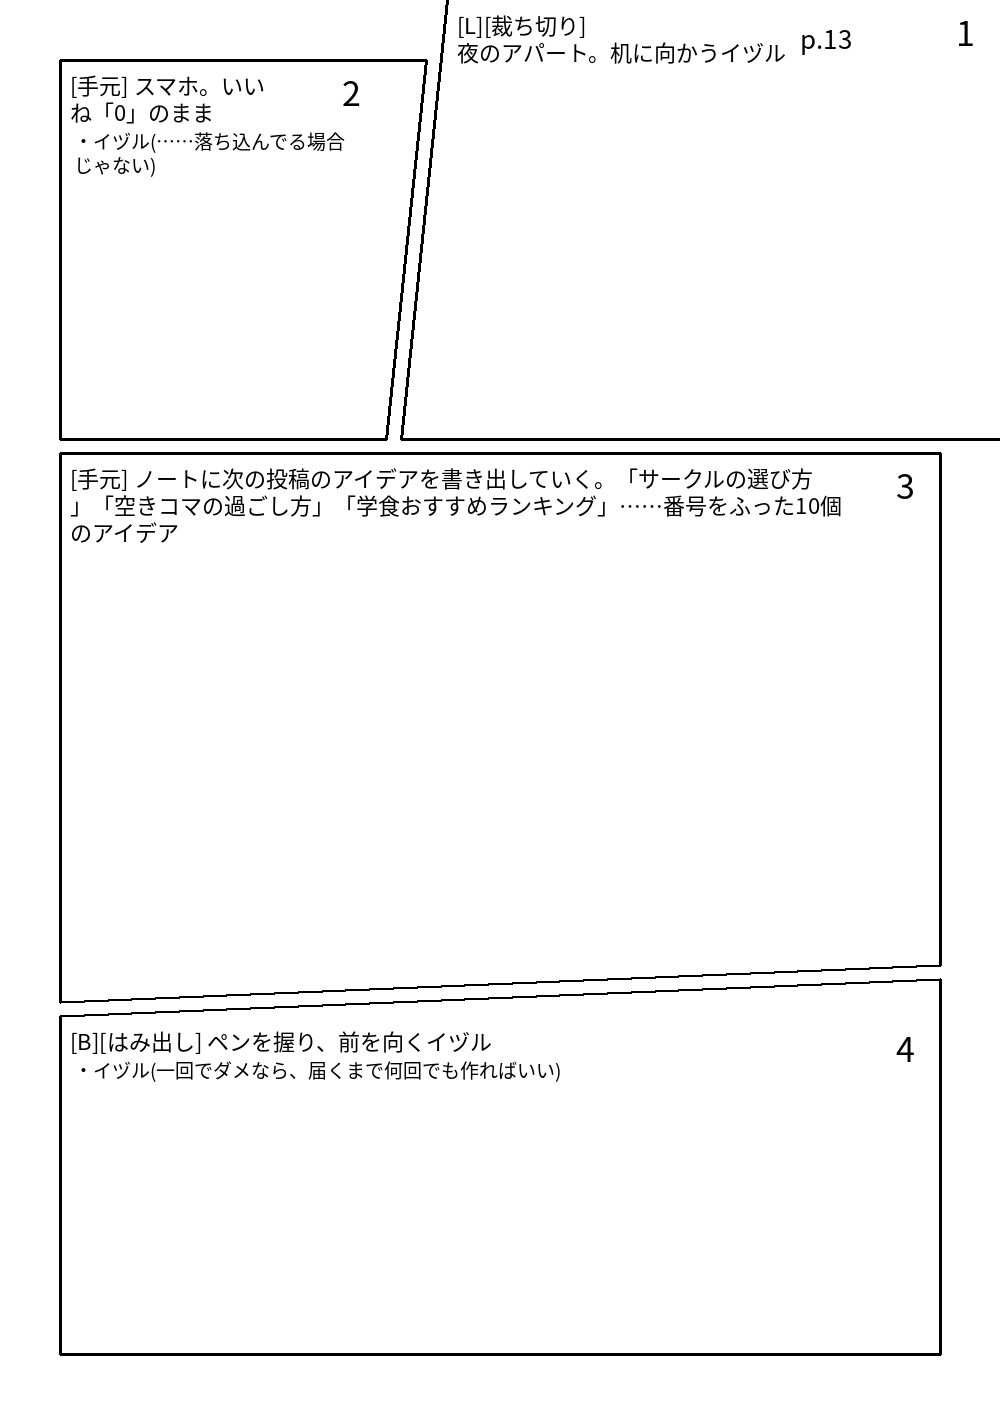 p.13
1
[L][裁ち切り]
夜のアパート。机に向かうイヅル
2
[手元] スマホ。いい
ね「0」のまま
・イヅル(……落ち込んでる場合
じゃない)
3
[手元] ノートに次の投稿のアイデアを書き出していく。「サークルの選び方
」「空きコマの過ごし方」「学食おすすめランキング」……番号をふった10個
のアイデア
4
[B][はみ出し] ペンを握り、前を向くイヅル
・イヅル(一回でダメなら、届くまで何回でも作ればいい)